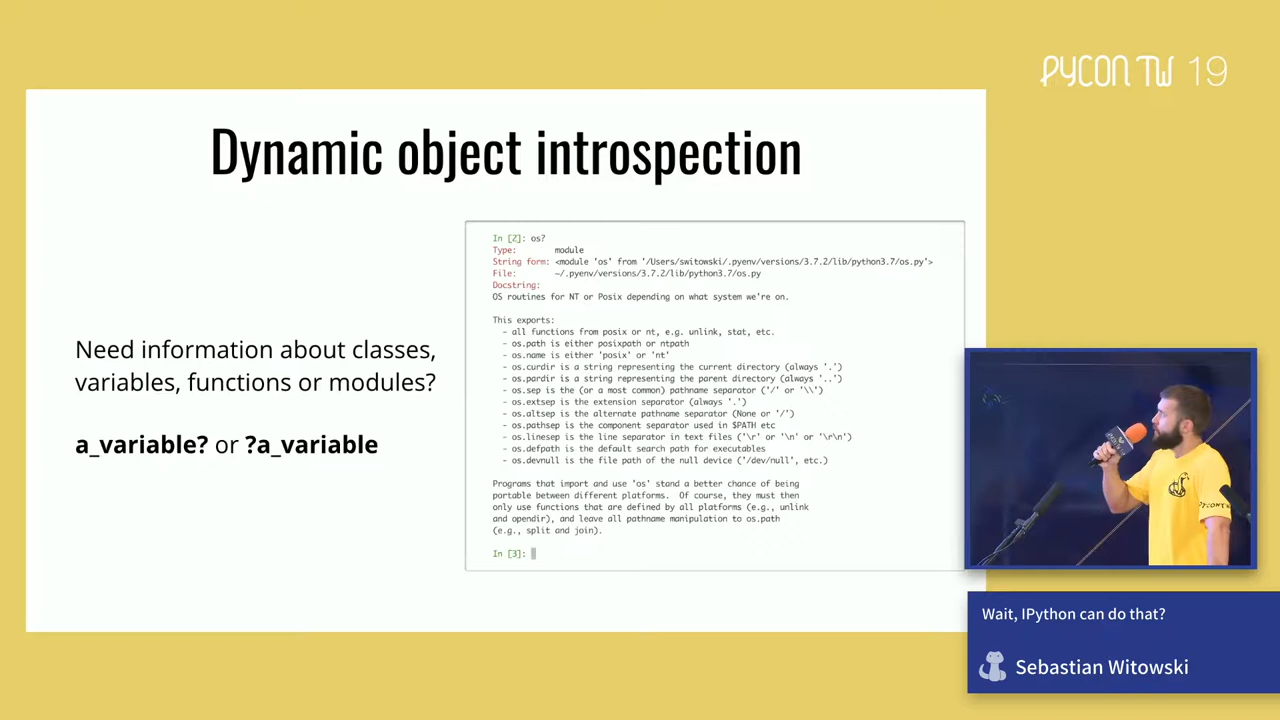 PYCON TW 19
Dynamic object introspection
Need information about classes,
variables, functions or modules?
a_variable? or ?a_variable
In [2]: os?
Type: module
String form: <module 'os' from '/Users/switowski/.pyenv/versions/3.7.2/lib/python3.7/os.py'>
File: ~/.pyenv/versions/3.7.2/lib/python3.7/os.py
Docstring:
OS routines for NT or Posix depending on what system we're on.
This exports:
- all functions from posix or nt, e.g. unlink, stat, etc.
- os.path is either posixpath or ntpath
- os.name is either 'posix' or 'nt'
- os.curdir is a string representing the current directory (always '.')
- os.pardir is a string representing the parent directory (always '..')
- os.sep is the (or a most common) pathname separator ('/' or '\\')
- os.extsep is the extension separator (always '.')
- os.altsep is the alternate pathname separator (None or '/')
- os.pathsep is the component separator used in $PATH etc
- os.linesep is the line separator in text files ('\r' or '\n' or '\r\n')
- os.defpath is the default search path for executables
- os.devnull is the file path of the null device ('/dev/null', etc.)
Programs that import and use 'os' stand a better chance of being
portable between different platforms. Of course, they must then
only use functions that are defined by all platforms (e.g., unlink
and opendir), and leave all pathname manipulation to os.path
(e.g., split and join).
In [3]:
Wait, IPython can do that?
Sebastian Witowski